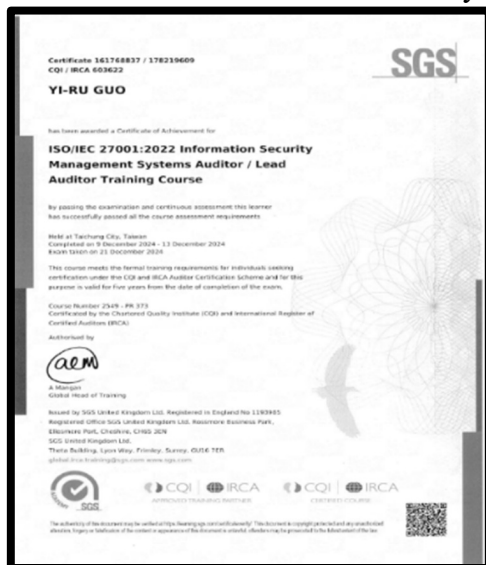 Certificate 161768837 / 178219609
CQI / IRCA 603622
SGS
YI-RU GUO
has been awarded a Certificate of Achievement for
ISO/IEC 27001:2022 Information Security
Management Systems Auditor / Lead
Auditor Training Course
by passing the examination and continuous assessment this learner
has successfully passed all the course assessment requirements
Held at Taichung City, Taiwan
Completed on 9 December 2024 - 13 December 2024
Exam taken on 21 December 2024
This course meets the formal training requirements for individuals seeking
certification under the CQI and IRCA Auditor Certification Scheme and for this
purpose is valid for five years from the date of completion of the exam.
Course Number 2545 - PR 373
Certificated by the Chartered Quality Institute (CQI) and International Register of
Certified Auditors (IRCA)
Authorised by
A Mangan
Global Head of Training
Issued by SGS United Kingdom Ltd. Registered in England No 1193985
Registered Office SGS United Kingdom Ltd. Rossmore Business Park,
Ellesmere Port, Cheshire, CH65 3EN
SGS United Kingdom Ltd.
Theta Building, Lyon Way, Frimley, Surrey, GU16 7ER
www.sgs.com
SGS
CQI IRCA
APPROVED TRAINING PARTNER
CQI IRCA
CERTIFIED COURSE